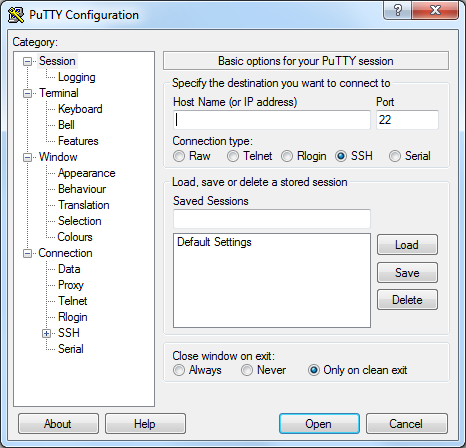 PuTTY Configuration
Category:
Session
Logging
Terminal
Keyboard
Bell
Features
Window
Appearance
Behaviour
Translation
Selection
Colours
Connection
Data
Proxy
Telnet
Rlogin
SSH
Serial
Basic options for your PuTTY session
Specify the destination you want to connect to
Host Name (or IP address) Port
22
Connection type:
Raw Telnet Rlogin SSH Serial
Load, save or delete a stored session
Saved Sessions
Default Settings
Load
Save
Delete
Close window on exit:
Always Never Only on clean exit
About Help Open Cancel